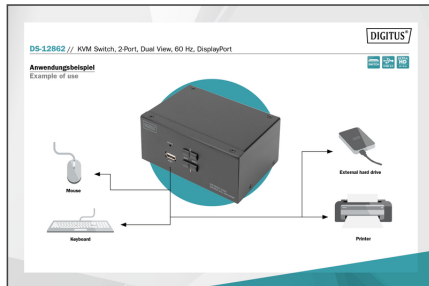 DIGITUS®
DS-12862 // KVM Switch, 2-Port, Dual View, 60 Hz, DisplayPort
Anwendungsbeispiel
Example of use
Mouse
Keyboard
External hard drive
Printer